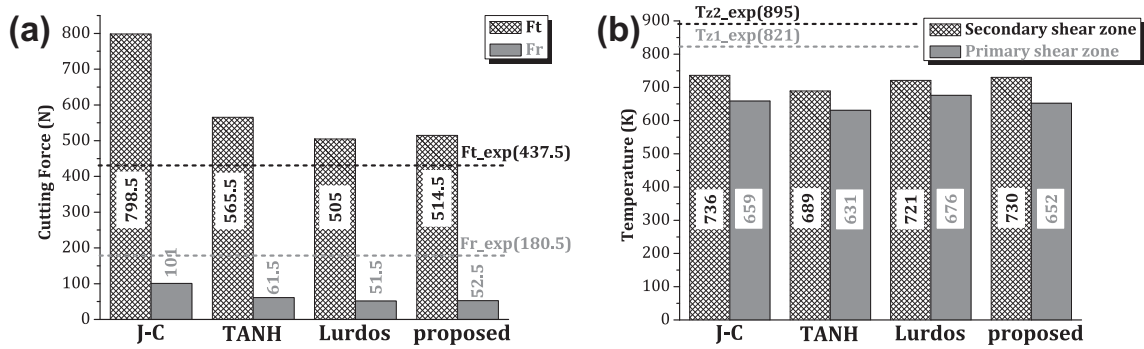 (a)
Cutting Force (N)
800
700
600
500
400
300
200
100
0
Ft
Fr
Ft_exp(437.5)
Fr_exp(180.5)
798.5
101
565.5
61.5
505
51.5
514.5
52.5
J-C
TANH
Lurdos
proposed
(b)
Temperature (K)
900
800
700
600
500
400
300
200
100
0
Tz2_exp(895)
Tz1_exp(821)
Secondary shear zone
Primary shear zone
736
659
689
631
721
676
730
652
J-C
TANH
Lurdos
proposed